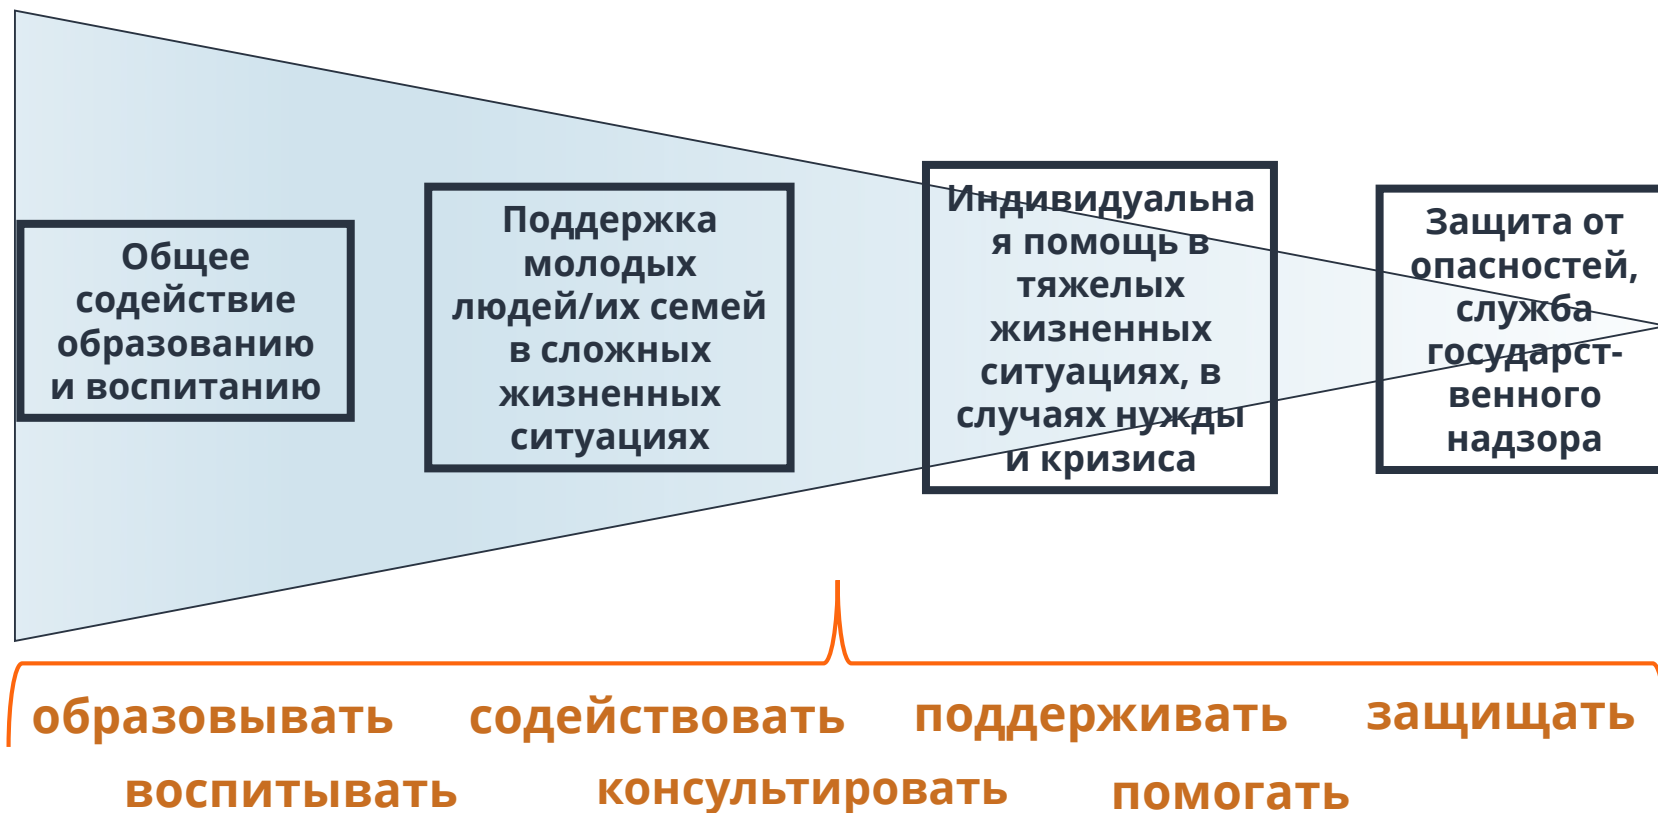 Общее
содействие
образованию
и воспитанию
Поддержка
молодых
людей/их семей
в сложных
жизненных
ситуациях
Индивидуальна
я помощь в
тяжелых
жизненных
ситуациях, в
случаях нужды
и кризиса
Защита от
опасностей,
служба
государст-
венного
надзора
образовывать содействовать поддерживать защищать
воспитывать консультировать помогать